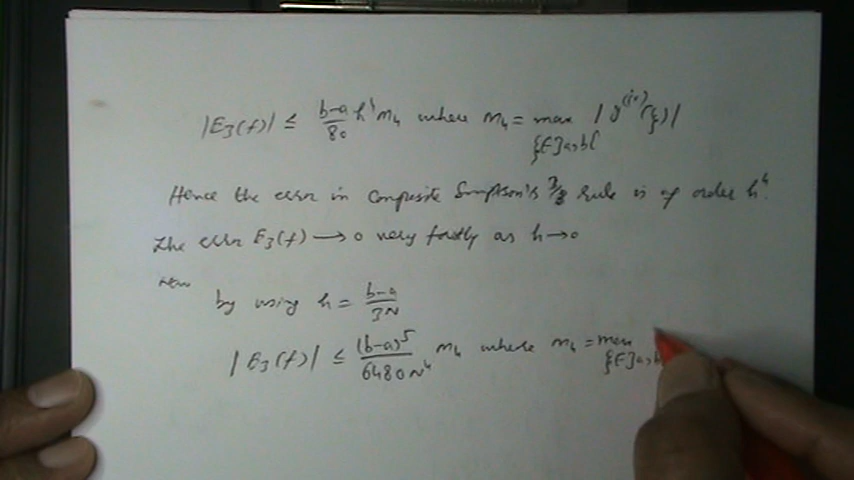 |E₃(f)| ≤ (b-a)/80 h⁴ M₄ where M₄ = max |y⁽ⁱᵛ⁾(ξ)|
ξ∈]a,b[
Hence the error in composite Simpson's 3/8 rule is of order h⁴.
The error E₃(f) → 0 very fastly as h→0
Now
by using h = (b-a)/3N
|E₃(f)| ≤ (b-a)⁵/6480N⁴ M₄ where M₄ = max
ξ∈]a,b